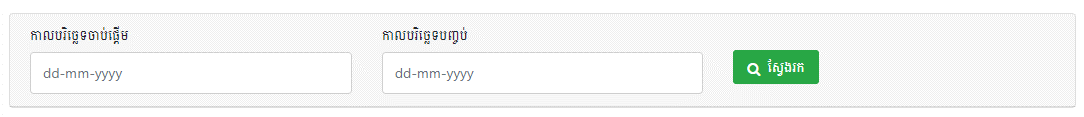 កាលបរិច្ឆេទចាប់ផ្តើម
កាលបរិច្ឆេទបញ្ចប់
dd-mm-yyyy
dd-mm-yyyy
ស្វែងរក